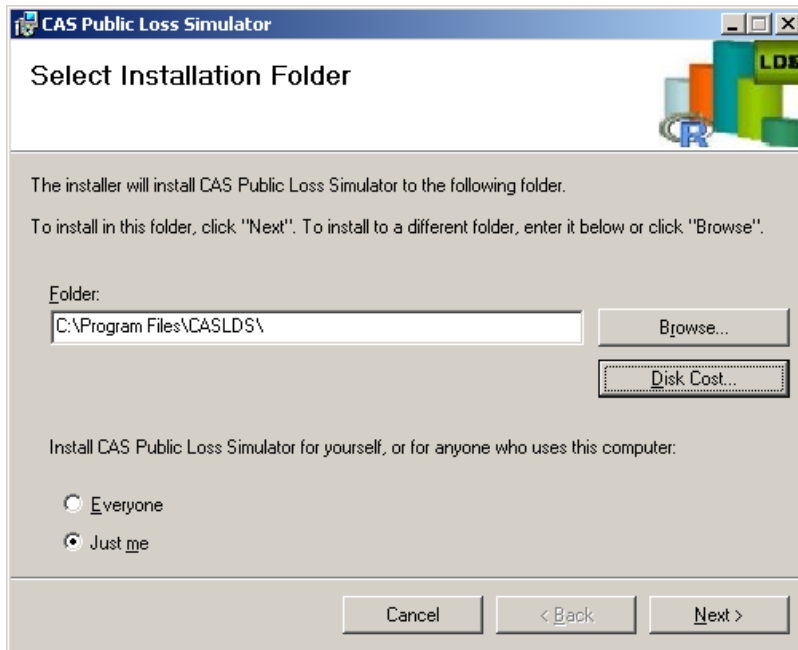 CAS Public Loss Simulator
Select Installation Folder
LDS
R
The installer will install CAS Public Loss Simulator to the following folder.
To install in this folder, click "Next". To install to a different folder, enter it below or click "Browse".
Folder:
C:\Program Files\CASLDS\
Browse...
Disk Cost...
Install CAS Public Loss Simulator for yourself, or for anyone who uses this computer:
Everyone
Just me
Cancel
< Back
Next >